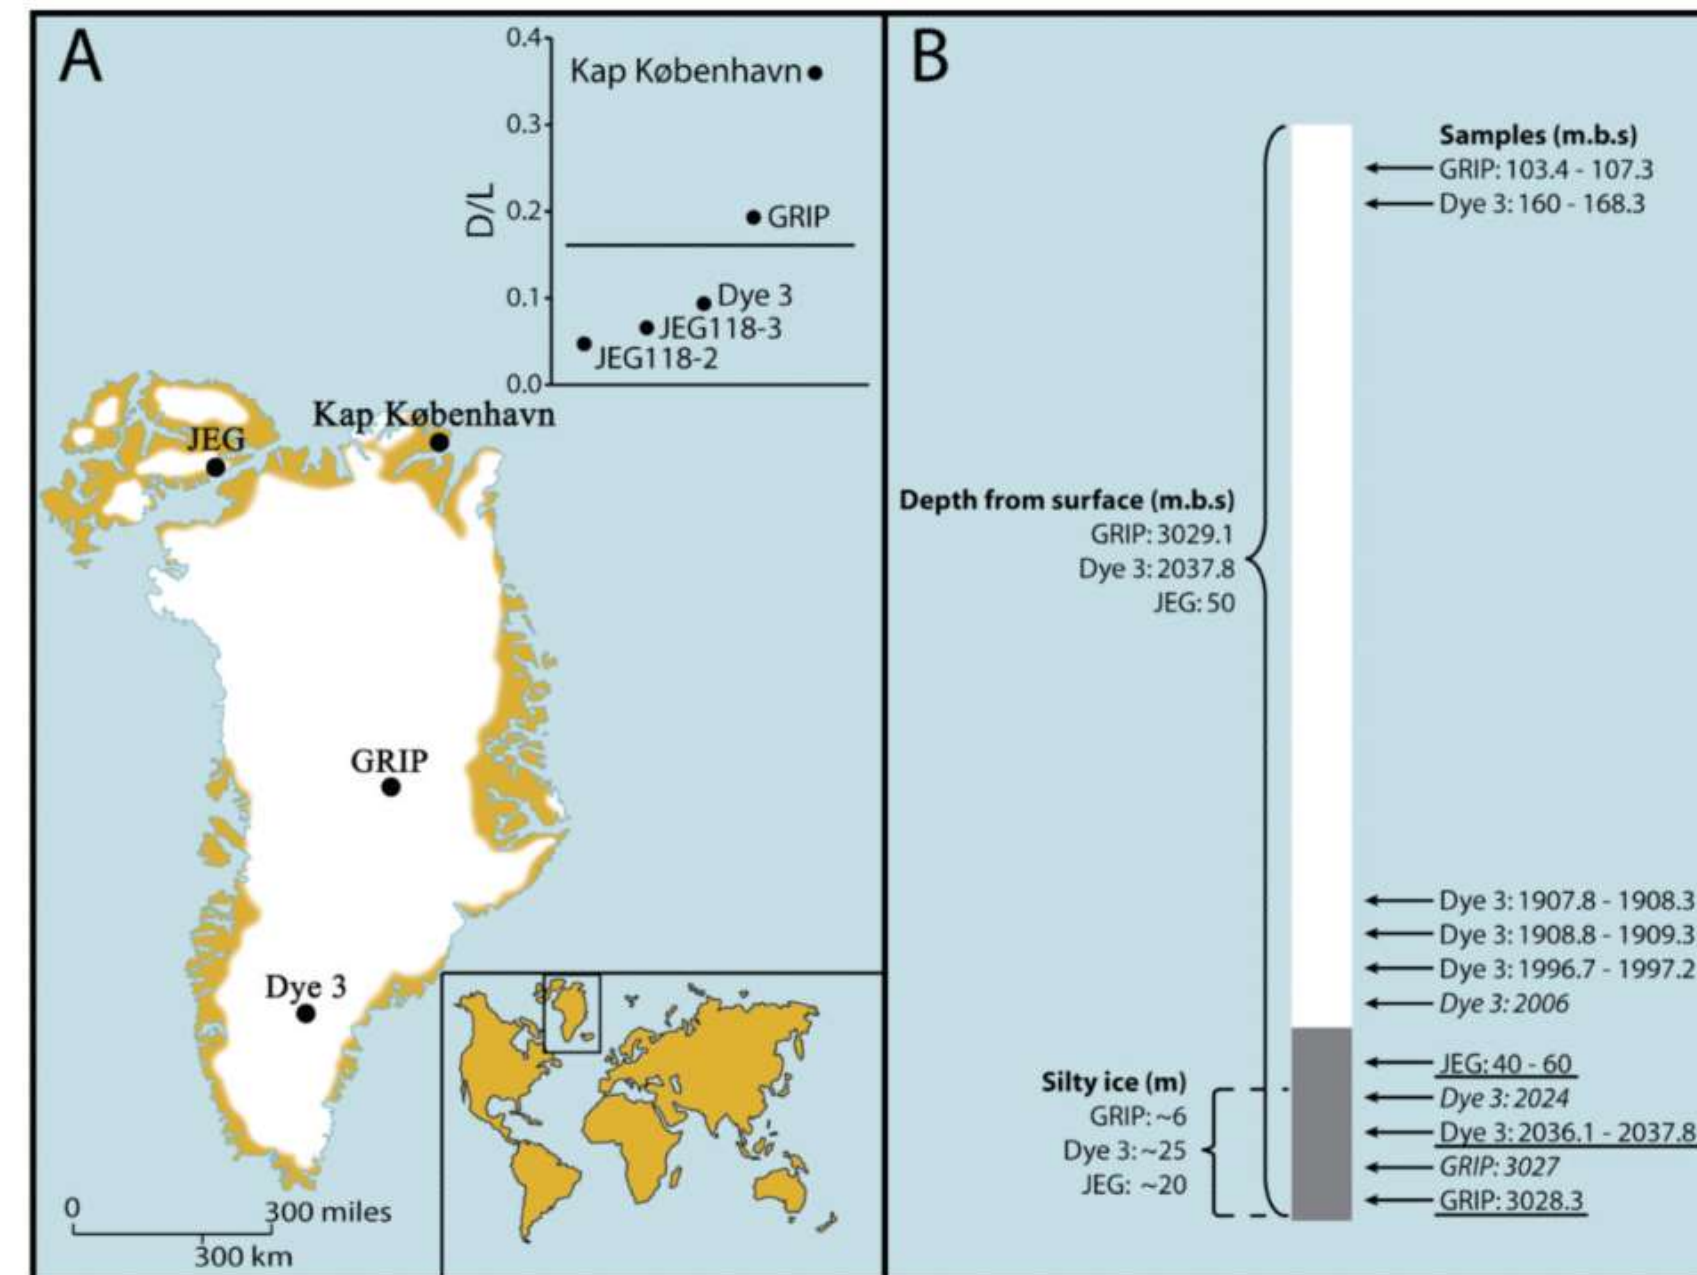 A
0.4
Kap København
0.3
D/L
0.2
GRIP
0.1
Dye 3
JEG118-3
JEG118-2
0.0
Kap København
JEG
GRIP
Dye 3
0
300 miles
300 km
B
Samples (m.b.s)
GRIP: 103.4 - 107.3
Dye 3: 160 - 168.3
Depth from surface (m.b.s)
GRIP: 3029.1
Dye 3: 2037.8
JEG: 50
Dye 3: 1907.8 - 1908.3
Dye 3: 1908.8 - 1909.3
Dye 3: 1996.7 - 1997.2
Dye 3: 2006
JEG: 40 - 60
Dye 3: 2024
Dye 3: 2036.1 - 2037.8
GRIP: 3027
GRIP: 3028.3
Silty ice (m)
GRIP: ~6
Dye 3: ~25
JEG: ~20